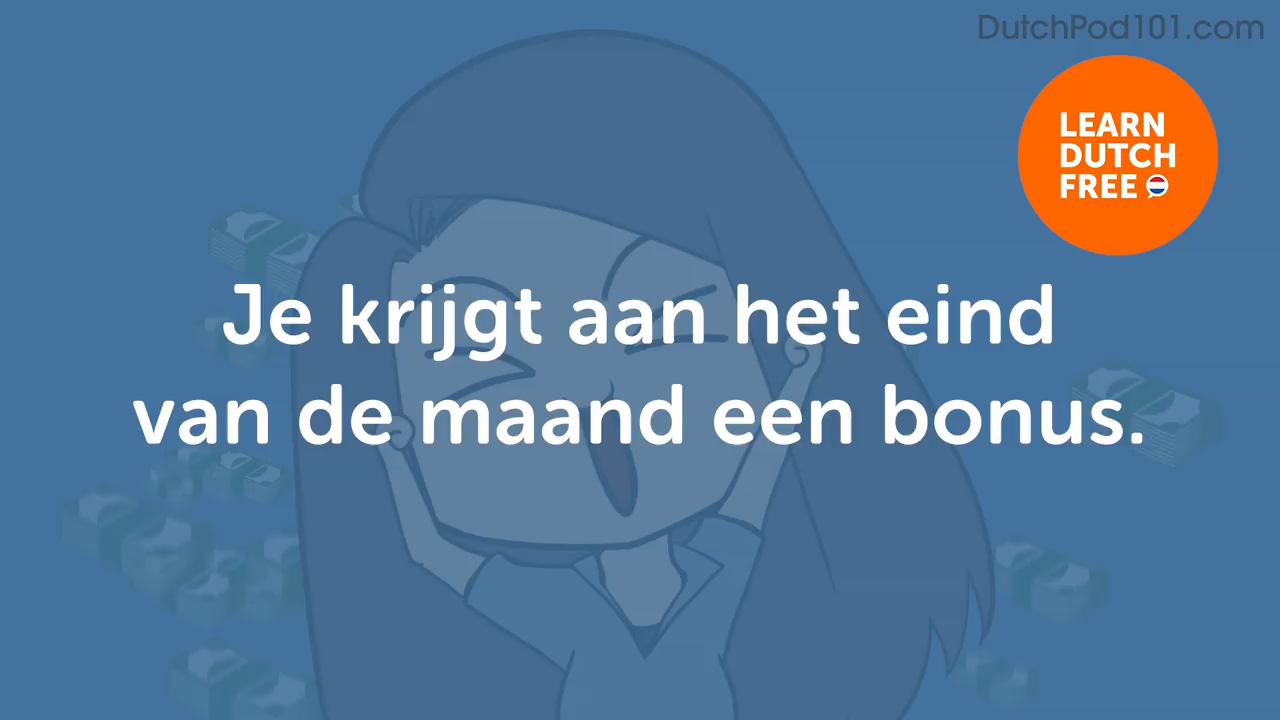 DutchPod101.com
LEARN
DUTCH
FREE
Je krijgt aan het eind
van de maand een bonus.